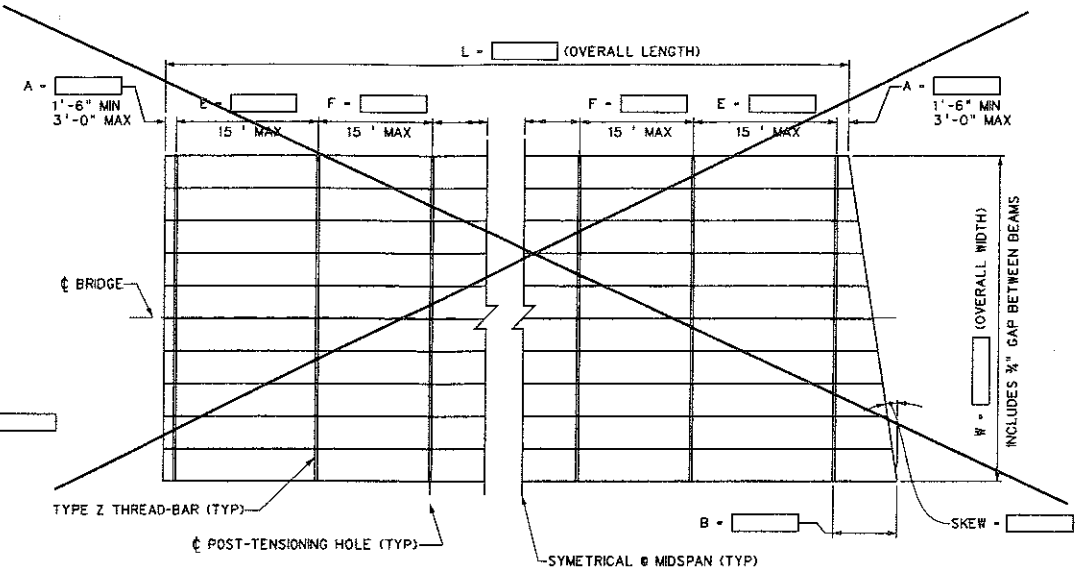 L = (OVERALL LENGTH)
A = 
1'-6" MIN
3'-0" MAX
E = 
F = 
15 ' MAX
15 ' MAX
F = 
E = 
15 ' MAX
15 ' MAX
A = 
1'-6" MIN
3'-0" MAX
℄ BRIDGE
W = (OVERALL WIDTH)
INCLUDES ¾" GAP BETWEEN BEAMS
TYPE Z THREAD-BAR (TYP)
℄ POST-TENSIONING HOLE (TYP)
B = 
SKEW = 
SYMETRICAL @ MIDSPAN (TYP)